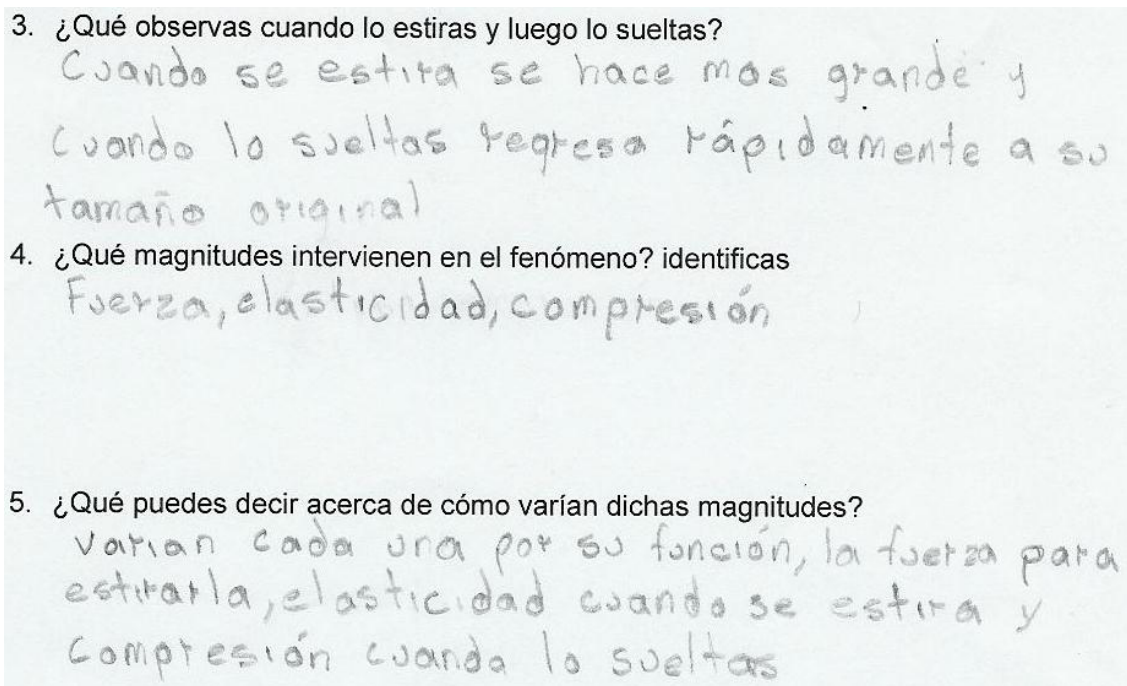 3. ¿Qué observas cuando lo estiras y luego lo sueltas?
Cuando se estira se hace mas grande y
cuando lo sueltas regresa rápidamente a su
tamaño original
4. ¿Qué magnitudes intervienen en el fenómeno? identificas
Fuerza, elasticidad, compresión
5. ¿Qué puedes decir acerca de cómo varían dichas magnitudes?
Varian cada una por su función, la fuerza para
estirarla, elasticidad cuando se estira y
compresión cuando lo sueltas